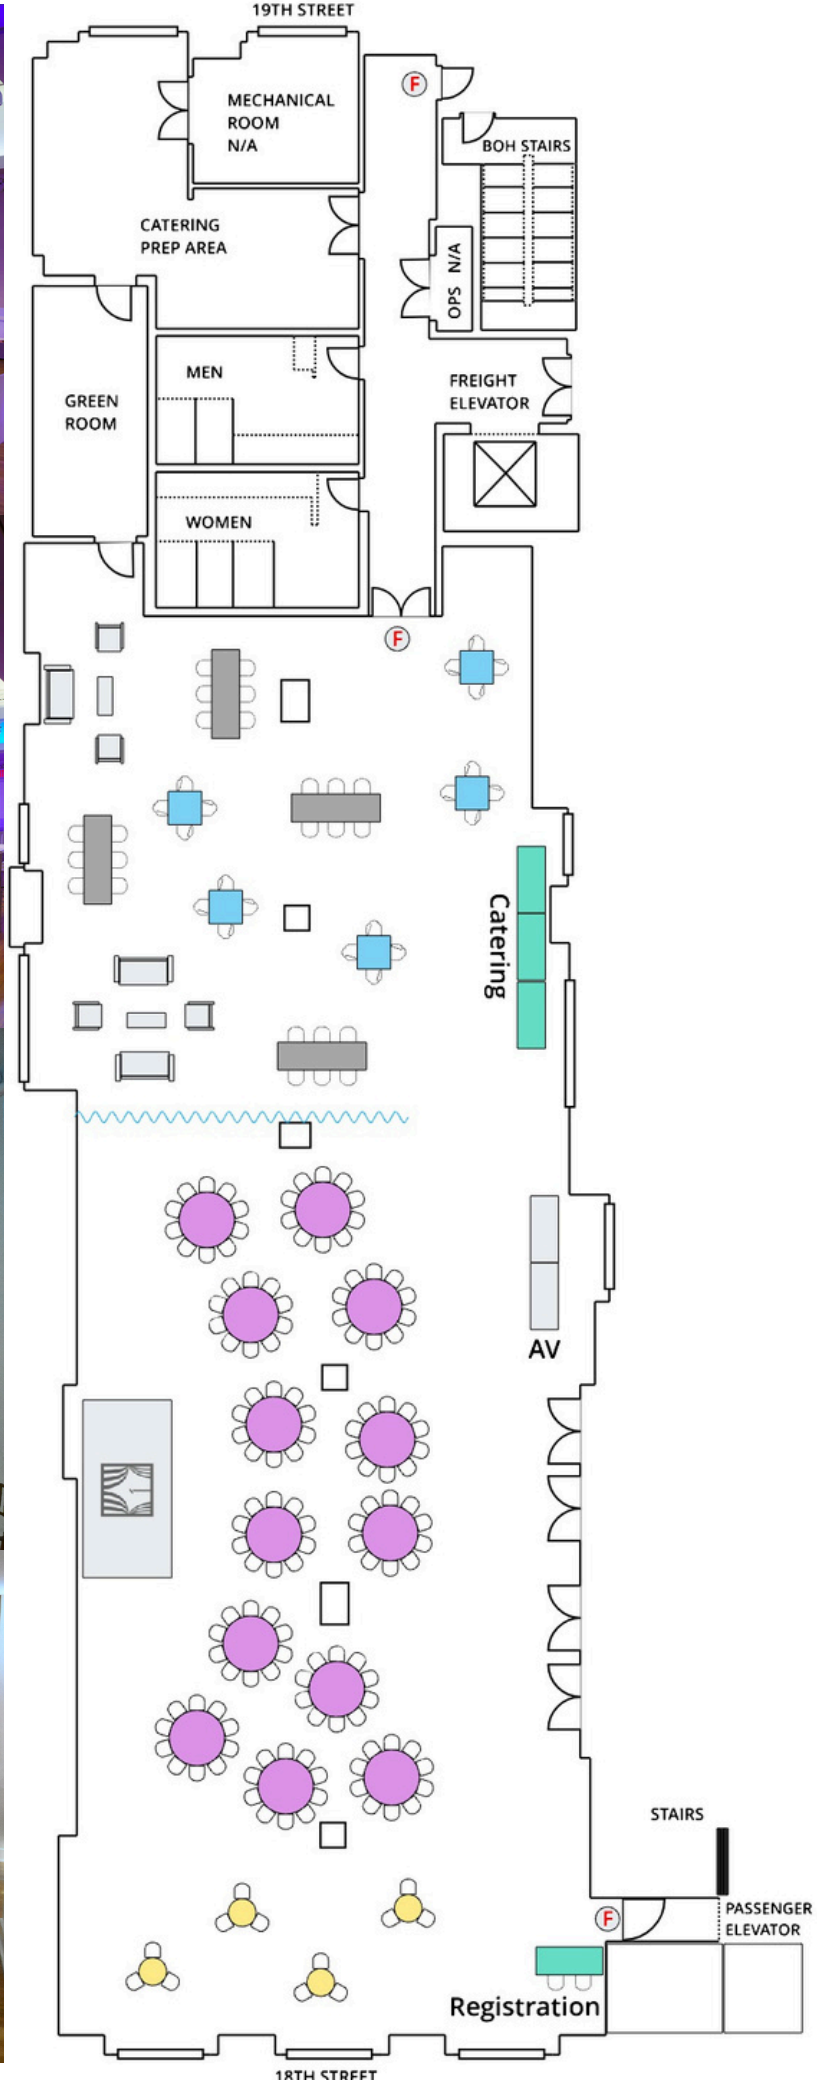 19TH STREET
F
MECHANICAL
ROOM
N/A
BOH STAIRS
CATERING
PREP AREA
OPS N/A
MEN
FREIGHT
ELEVATOR
GREEN
ROOM
WOMEN
F
Catering
AV
STAIRS
F
PASSENGER
ELEVATOR
Registration
18TH STREET